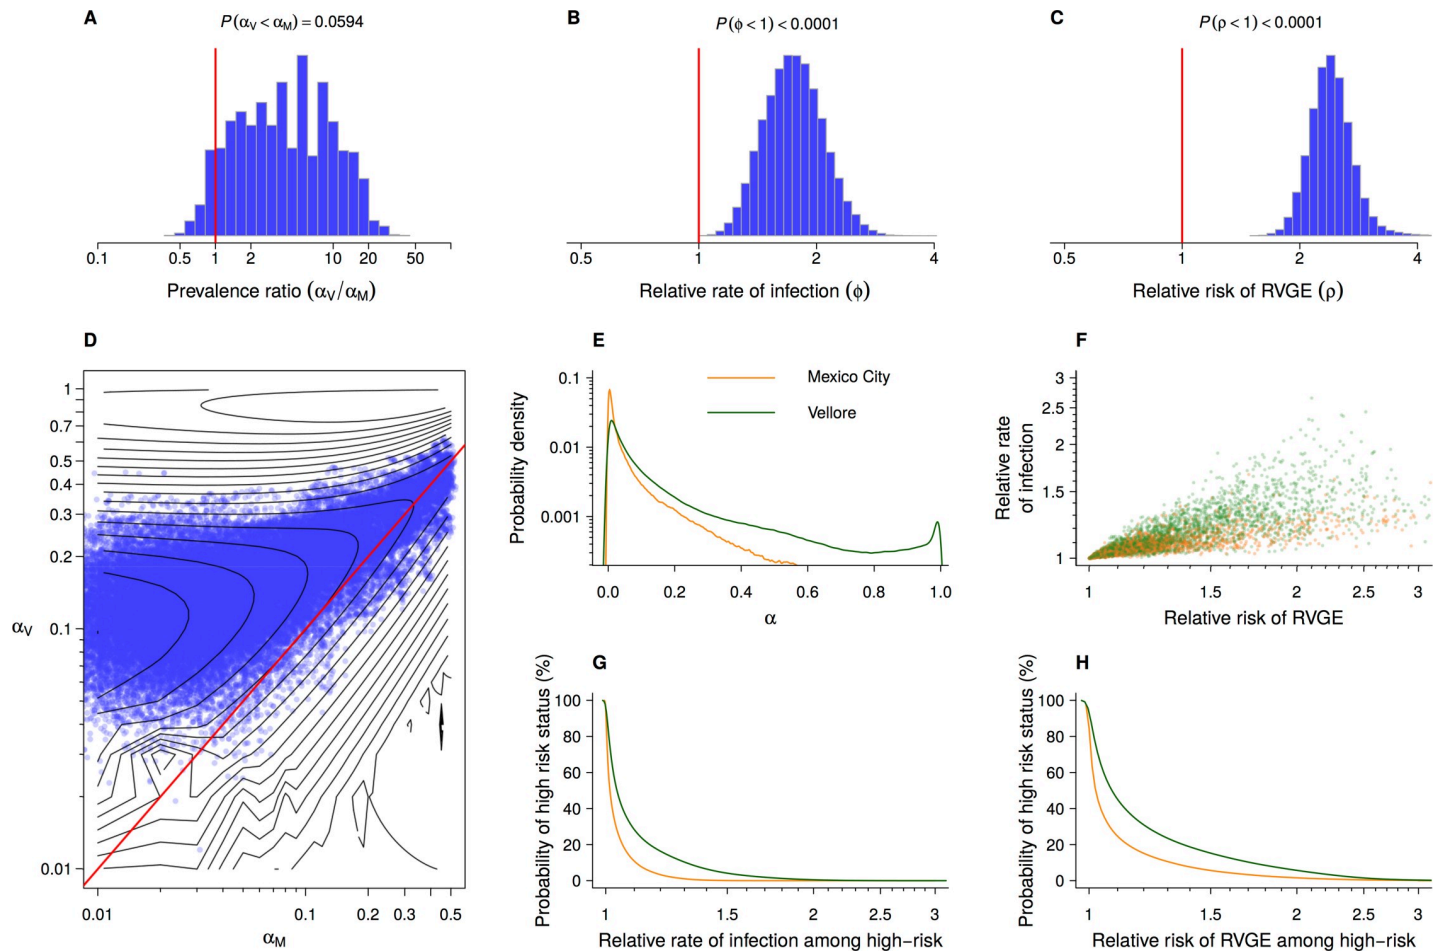 A
P(αV < αM) = 0.0594
0.1 0.5 1 2 10 20 50
Prevalence ratio (αV/αM)
B
P(ϕ < 1) < 0.0001
0.5 1 2 4
Relative rate of infection (ϕ)
C
P(ρ < 1) < 0.0001
0.5 1 2 4
Relative risk of RVGE (ρ)
D
1
0.7
0.5
0.4
0.3
0.2
0.1
0.01
αV
0.01 0.1 0.2 0.3 0.5
αM
E
Mexico City
Vellore
Probability density
0.1
0.01
0.001
0.0 0.2 0.4 0.6 0.8 1.0
α
F
Relative rate
of infection
3
2.5
2
1.5
1
1 1.5 2 2.5 3
Relative risk of RVGE
G
Probability of high risk status (%)
100
80
60
40
20
0
1 1.5 2 2.5 3
Relative rate of infection among high−risk
H
Probability of high risk status (%)
100
80
60
40
20
0
1 1.5 2 2.5 3
Relative risk of RVGE among high−risk